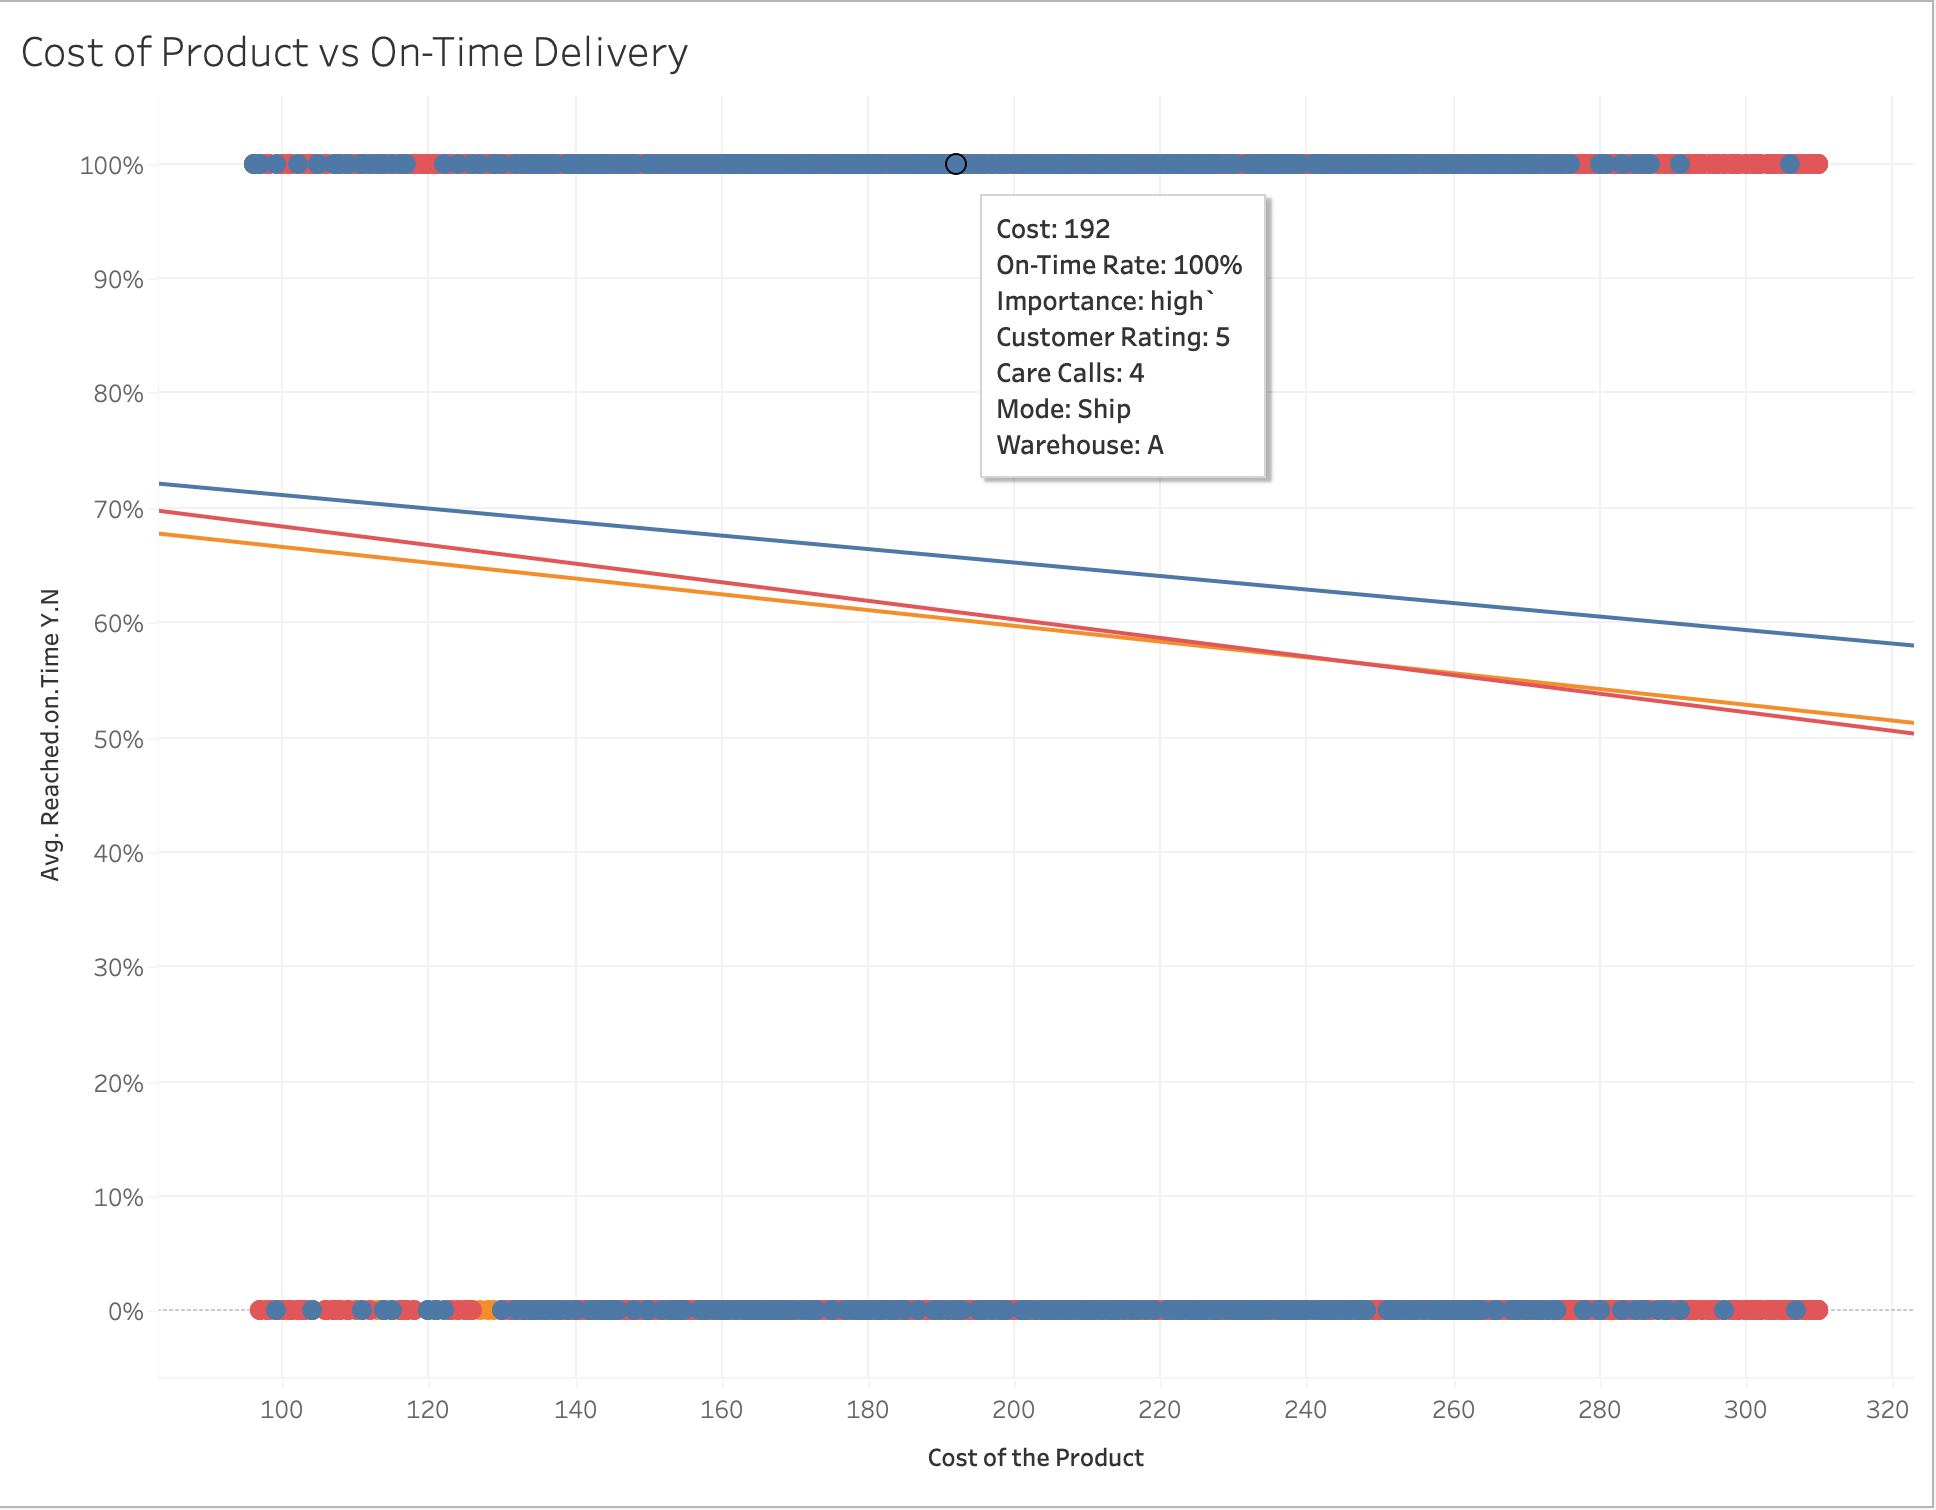 Cost of Product vs On-Time Delivery
100%
90%
80%
70%
60%
50%
40%
30%
20%
10%
0%
Avg. Reached.on.Time Y.N
Cost: 192
On-Time Rate: 100%
Importance: high`
Customer Rating: 5
Care Calls: 4
Mode: Ship
Warehouse: A
100 120 140 160 180 200 220 240 260 280 300 320
Cost of the Product